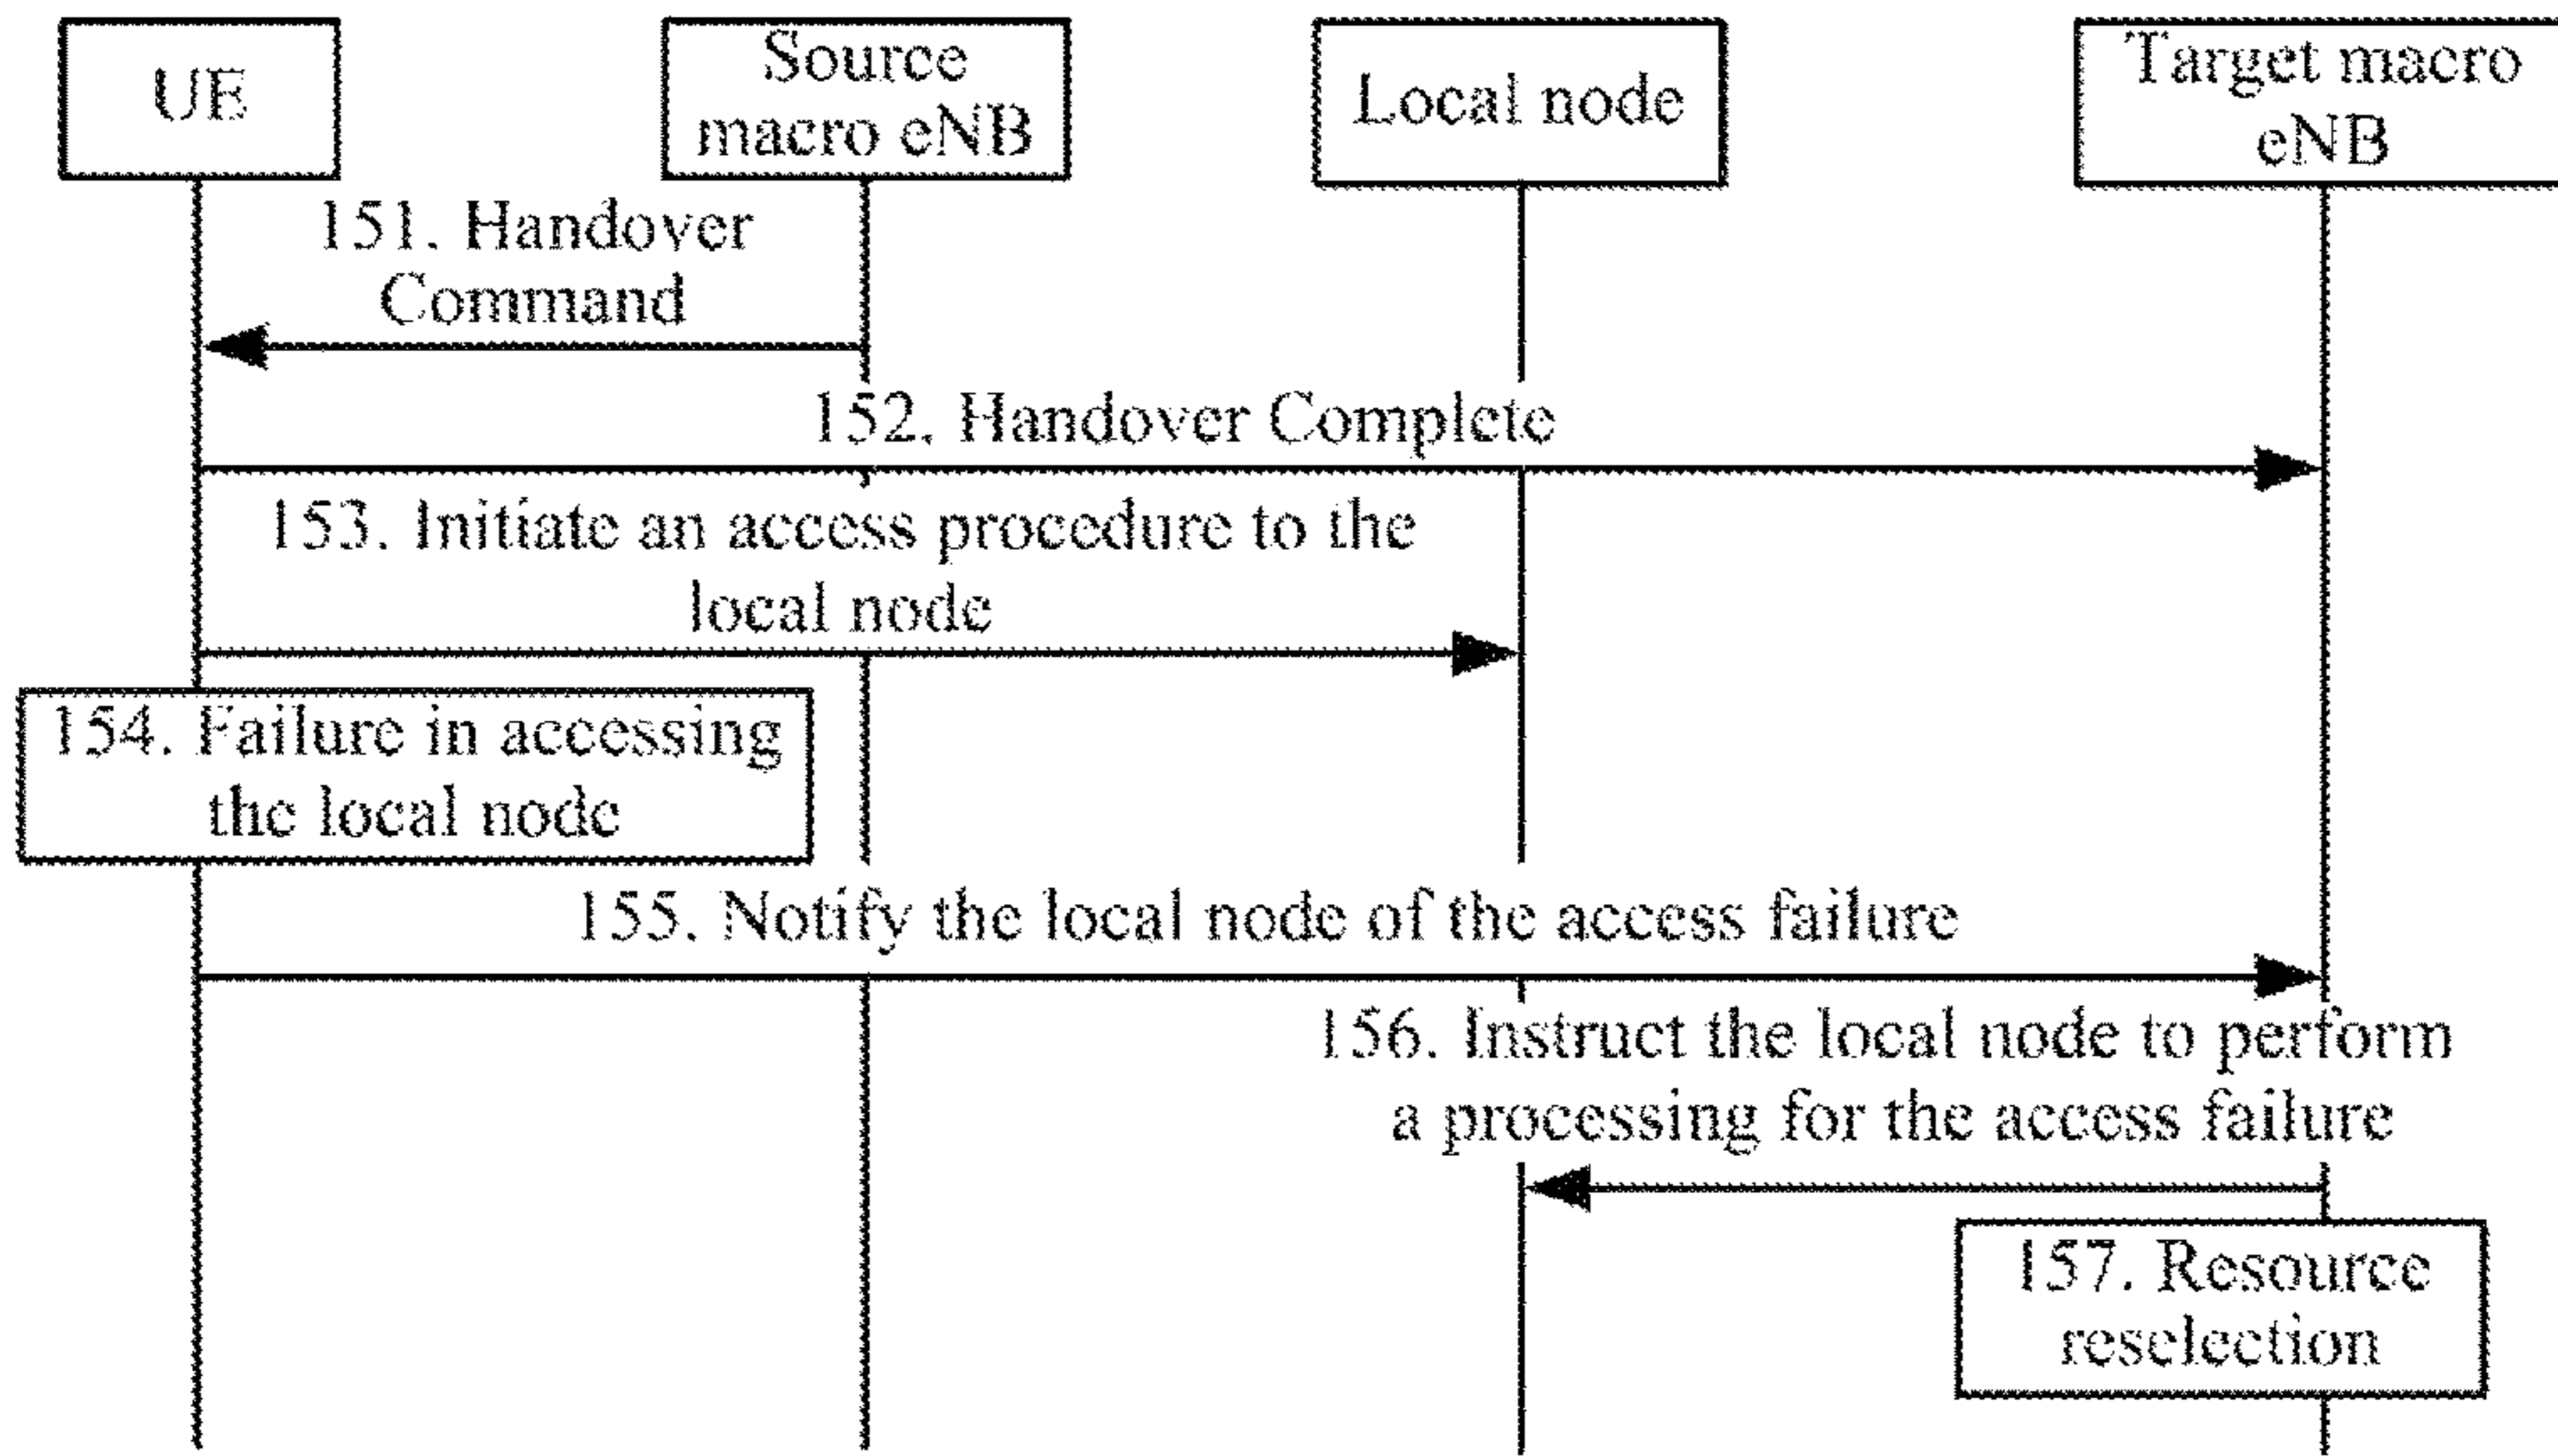 UE
Source
macro eNB
Local node
Target macro
eNB
151. Handover
Command
152. Handover Complete
153. Initiate an access procedure to the
local node
154. Failure in accessing
the local node
155. Notify the local node of the access failure
156. Instruct the local node to perform
a processing for the access failure
157. Resource
reselection